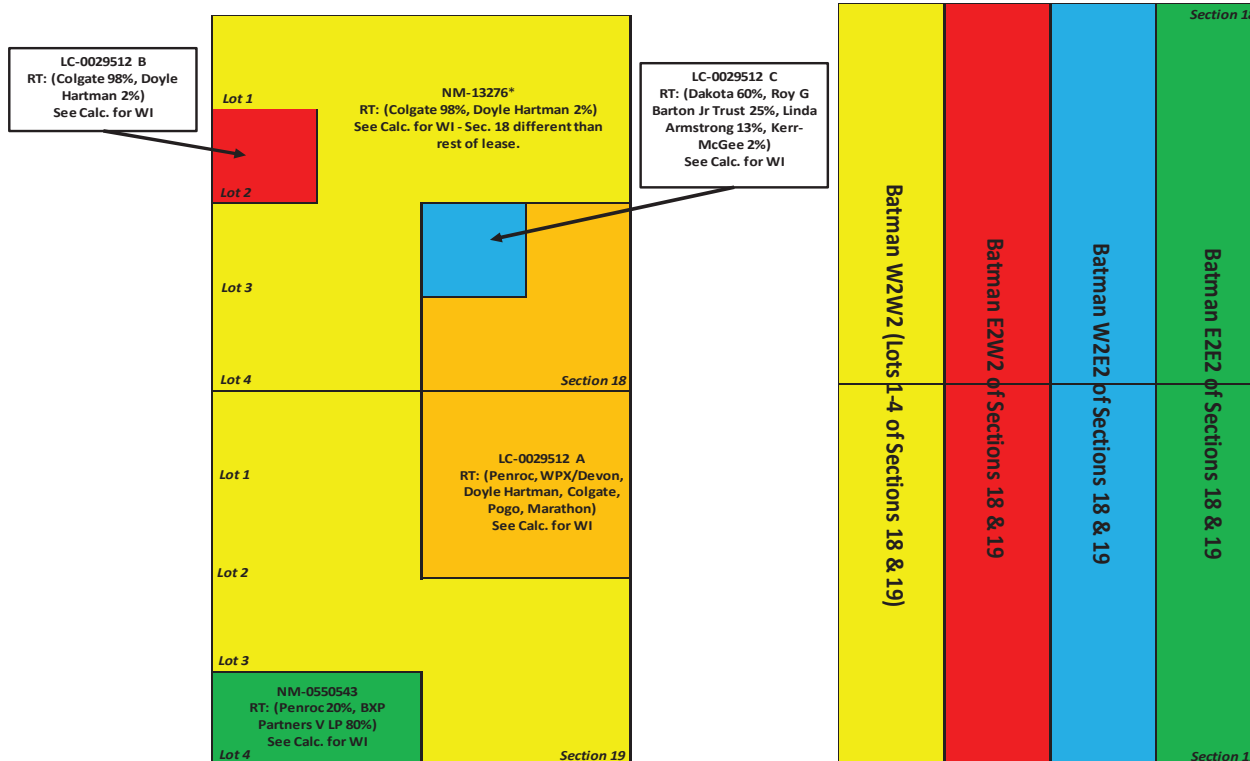 LC-0029512 B
RT: (Colgate 98%, Doyle
Hartman 2%)
See Calc. for WI
Lot 1
Lot 2
Lot 3
Lot 4
NM-13276*
RT: (Colgate 98%, Doyle Hartman 2%)
See Calc. for WI - Sec. 18 different than
rest of lease.
LC-0029512 C
RT: (Dakota 60%, Roy G
Barton Jr Trust 25%, Linda
Armstrong 13%, Kerr-
McGee 2%)
See Calc. for WI
Section 18
Lot 1
Lot 2
Lot 3
Lot 4
LC-0029512 A
RT: (Penroc, WPX/Devon,
Doyle Hartman, Colgate,
Pogo, Marathon)
See Calc. for WI
NM-0550543
RT: (Penroc 20%, BXP
Partners V LP 80%)
See Calc. for WI
Section 19
Batman W2W2 (Lots 1-4 of Sections 18 & 19)
Batman E2W2 of Sections 18 & 19
Batman W2E2 of Sections 18 & 19
Batman E2E2 of Sections 18 & 19
Section 18
Section 1